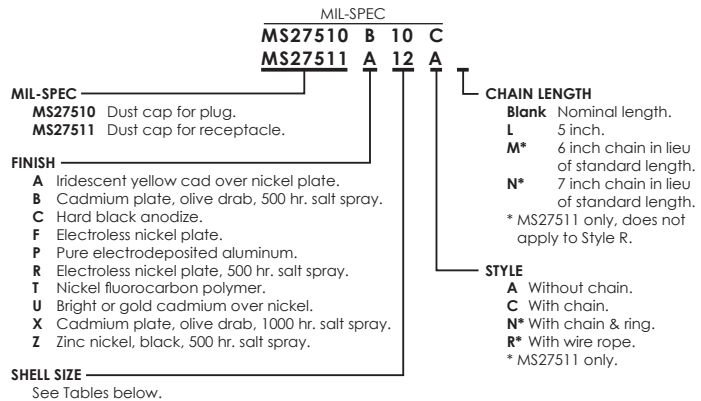 MIL-SPEC
MS27510 B 10 C
MS27511 A 12 A
MIL-SPEC
MS27510 Dust cap for plug.
MS27511 Dust cap for receptacle.
FINISH
A Iridescent yellow cad over nickel plate.
B Cadmium plate, olive drab, 500 hr. salt spray.
C Hard black anodize.
F Electroless nickel plate.
P Pure electrodeposited aluminum.
R Electroless nickel plate, 500 hr. salt spray.
T Nickel fluorocarbon polymer.
U Bright or gold cadmium over nickel.
X Cadmium plate, olive drab, 1000 hr. salt spray.
Z Zinc nickel, black, 500 hr. salt spray.
SHELL SIZE
See Tables below.
CHAIN LENGTH
Blank Nominal length.
L 5 inch.
M* 6 inch chain in lieu
of standard length.
N* 7 inch chain in lieu
of standard length.
* MS27511 only, does not
apply to Style R.
STYLE
A Without chain.
C With chain.
N* With chain & ring.
R* With wire rope.
* MS27511 only.